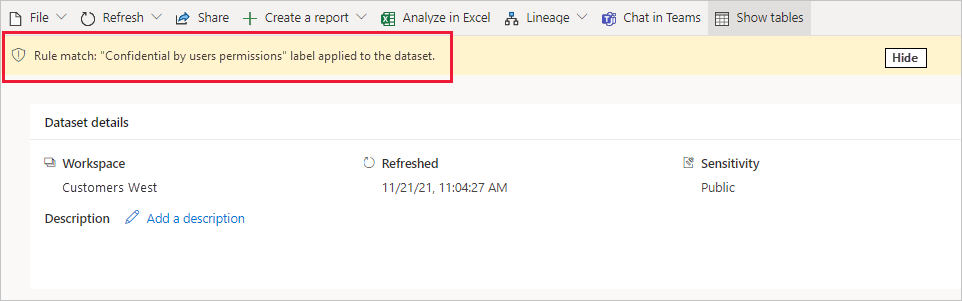 File Refresh Share Create a report Analyze in Excel Lineage Chat in Teams Show tables
Rule match: "Confidential by users permissions" label applied to the dataset.
Hide
Dataset details
Workspace Refreshed Sensitivity
Customers West 11/21/21, 11:04:27 AM Public
Description Add a description